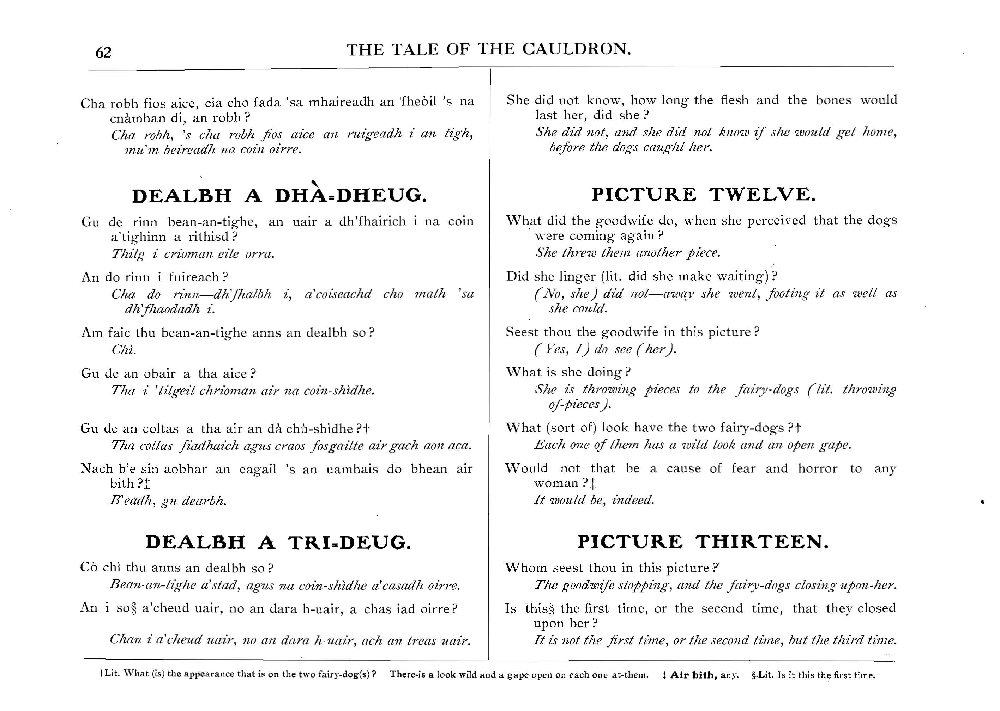 62
THE TALE OF THE CAULDRON.
Cha robh fios aice, cia cho fada 'sa mhaireadh an 'fheòil 's na
cnàmhan di, an robh?
Cha robh, 's cha robh fios aice an ruigeadh i an tigh,
mu'm beireadh na coin oirre.
DEALBH A DHÀ=DHEUG.
Gu de rinn bean-an-tighe, an uair a dh'fhairich i na coin
a'tighinn a rithisd?
Thilg i crioman eile orra.
An do rinn i fuireach?
Cha do rinn—dh'fhalbh i, a'coiseachd cho math 'sa
dh'fhaodadh i.
Am faic thu bean-an-tighe anns an dealbh so?
Chì.
Gu de an obair a tha aice?
Tha i 'tilgeil chrioman air na coin-shìdhe.
Gu de an coltas a tha air an dà chù-shìdhe?†
Tha coltas fiadhaich agus craos fosgailte air gach aon aca.
Nach b'e sin aobhar an eagail 's an uamhais do bhean air
bith?‡
B'eadh, gu dearbh.
DEALBH A TRI=DEUG.
Cò chì thu anns an dealbh so?
Bean-an-tighe a'stad, agus na coin-shìdhe a'casadh oirre.
An i so§ a'cheud uair, no an dara h-uair, a chas iad oirre?
Chan i a'cheud uair, no an dara h-uair, ach an treas uair.
She did not know, how long the flesh and the bones would
last her, did she?
She did not, and she did not know if she would get home,
before the dogs caught her.
PICTURE TWELVE.
What did the goodwife do, when she perceived that the dogs
were coming again?
She threw them another piece.
Did she linger (lit. did she make waiting)?
(No, she) did not—away she went, footing it as well as
she could.
Seest thou the goodwife in this picture?
(Yes, I) do see (her).
What is she doing?
She is throwing pieces to the fairy-dogs (lit. throwing
of-pieces).
What (sort of) look have the two fairy-dogs?†
Each one of them has a wild look and an open gape.
Would not that be a cause of fear and horror to any
woman?‡
It would be, indeed.
PICTURE THIRTEEN.
Whom seest thou in this picture?
The goodwife stopping, and the fairy-dogs closing upon-her.
Is this§ the first time, or the second time, that they closed
upon her?
It is not the first time, or the second time, but the third time.
†Lit. What (is) the appearance that is on the two fairy-dog(s)? There-is a look wild and a gape open on each one at-them. ‡ Air bith, any. §Lit. Is it this the first time.